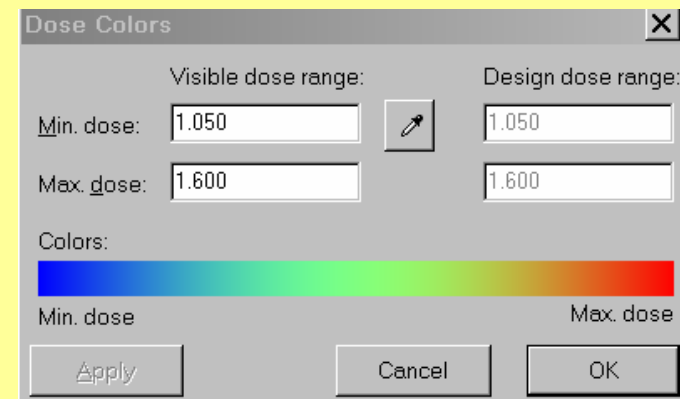 Dose Colors
Visible dose range: Design dose range:
Min. dose: 1.050 1.050
Max. dose: 1.600 1.600
Colors:
Min. dose Max. dose
Apply Cancel OK